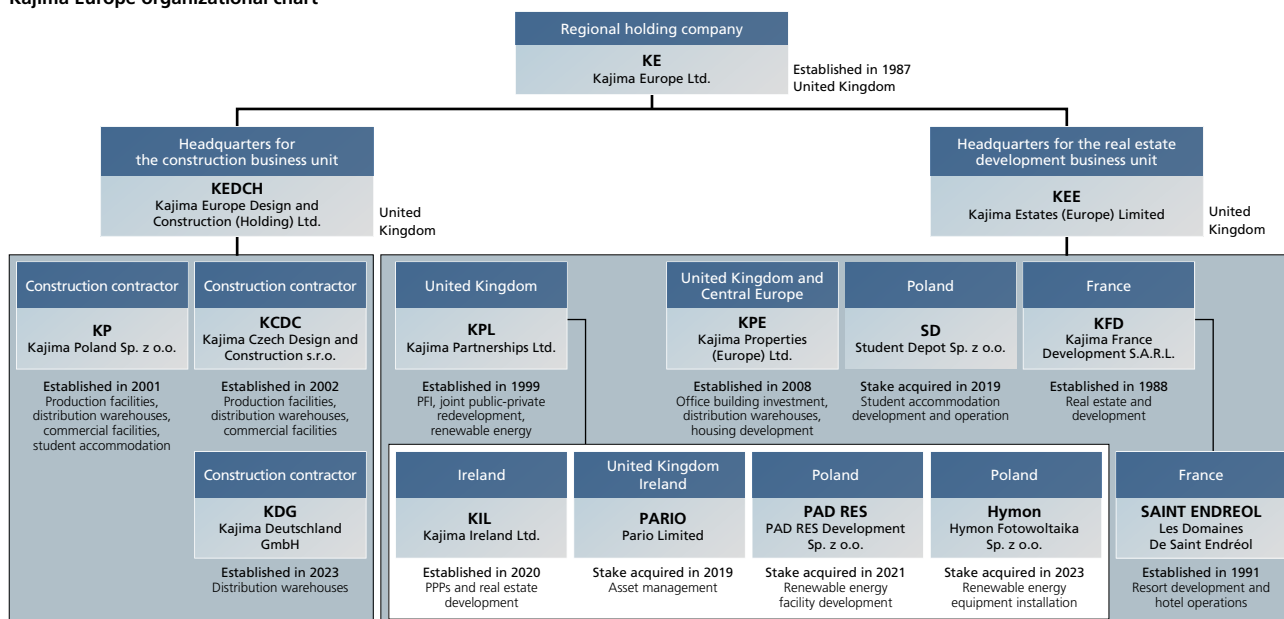 Kajima Europe organizational chart
Regional holding company
KE
Kajima Europe Ltd.
Established in 1987
United Kingdom
Headquarters for
the construction business unit
KEDCH
Kajima Europe Design and
Construction (Holding) Ltd.
United
Kingdom
Headquarters for the real estate
development business unit
KEE
Kajima Estates (Europe) Limited
United
Kingdom
Construction contractor
KP
Kajima Poland Sp. z o.o.
Established in 2001
Production facilities,
distribution warehouses,
commercial facilities,
student accommodation
Construction contractor
KCDC
Kajima Czech Design and
Construction s.r.o.
Established in 2002
Production facilities,
distribution warehouses,
commercial facilities
Construction contractor
KDG
Kajima Deutschland
GmbH
Established in 2023
Distribution warehouses
United Kingdom
KPL
Kajima Partnerships Ltd.
Established in 1999
PFI, joint public-private
redevelopment,
renewable energy
United Kingdom and
Central Europe
KPE
Kajima Properties
(Europe) Ltd.
Established in 2008
Office building investment,
distribution warehouses,
housing development
Poland
SD
Student Depot Sp. z o.o.
Stake acquired in 2019
Student accommodation
development and operation
France
KFD
Kajima France
Development S.A.R.L.
Established in 1988
Real estate and
development
Ireland
KIL
Kajima Ireland Ltd.
Established in 2020
PPPs and real estate
development
United Kingdom
Ireland
PARIO
Pario Limited
Stake acquired in 2019
Asset management
Poland
PAD RES
PAD RES Development
Sp. z o.o.
Stake acquired in 2021
Renewable energy
facility development
Poland
Hymon
Hymon Fotowoltaika
Sp. z o.o.
Stake acquired in 2023
Renewable energy
equipment installation
France
SAINT ENDREOL
Les Domaines
De Saint Endréol
Established in 1991
Resort development and
hotel operations